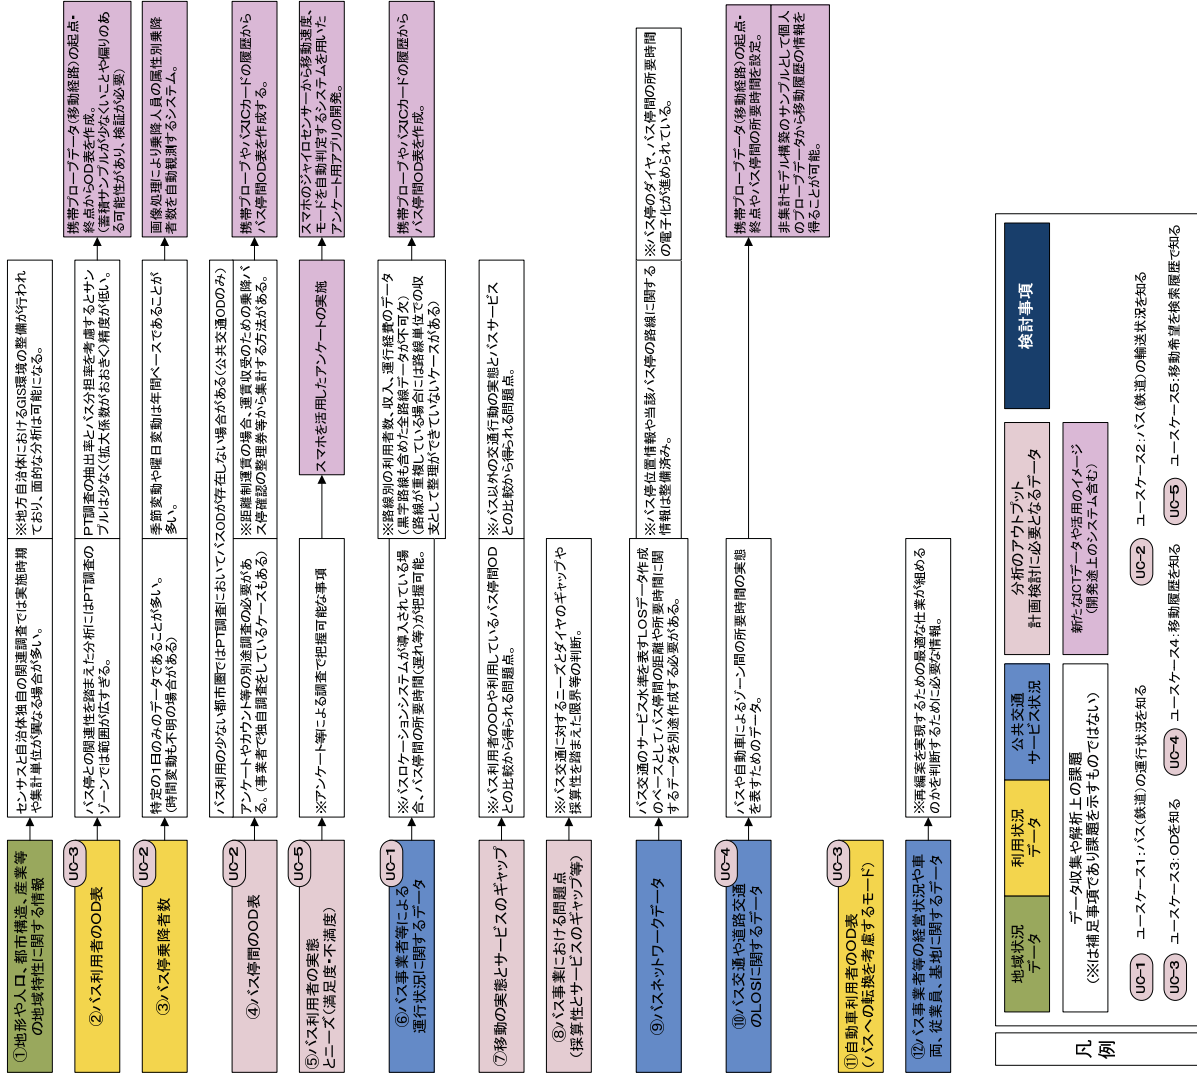 ①地形や人口、都市構造、産業等
の地域特性に関する情報
センサスと自治体独自の関連調査では実施時期
や集計単位が異なる場合が多い。
※地方自治体におけるGIS環境の整備が行われ
ており、面的な分析は可能になる。
UC-3
②バス利用者のOD表
バス停との関連性を踏まえた分析にはPT調査の
ゾーンでは範囲が広すぎる。
PT調査の抽出率とバス分担率を考慮するとサン
プルは少なく(拡大係数がおおきく)精度が低い。
携帯プローブデータ(移動経路)の起点・
終点からOD表を作成。
(蓄積サンプルが少なくいことや偏りのあ
る可能性があり、検証が必要)
UC-2
③バス停乗降者数
特定の1日のみのデータであることが多い。
(時間変動も不明の場合がある)
季節変動や曜日変動は年間ベースであることが
多い。
画像処理により乗降人員の属性別乗降
者数を自動観測するシステム。
UC-2
④バス停間のOD表
バス利用の少ない都市圏ではPT調査においてバスODが存在しない場合がある(公共交通ODのみ)
アンケートやカウント等の別途調査の必要があ
る。(事業者で独自調査をしているケースもある)
※距離制運賃の場合、運賃収受のための乗降バ
ス停確認の整理券等から集計する方法がある。
携帯プローブやバスICカードの履歴から
バス停間OD表を作成する。
UC-5
⑤バス利用者の実態
とニーズ(満足度・不満度)
※アンケート等による調査で把握可能な事項
スマホを活用したアンケートの実施
スマホのジャイロセンサーから移動速度、
モードを自動判定するシステムを用いた
アンケート用アプリの開発。
UC-1
⑥バス事業者等による
運行状況に関するデータ
※バスロケーションシステムが導入されている場
合、バス停間の所要時間(遅れ等)が把握可能。
※路線別の利用者数、収入、運行経費のデータ
(黒字路線も含めた全路線データが不可欠)
(路線が重複している場合には路線単位での収
支として整理ができていないケースがある)
携帯プローブやバスICカードの履歴から
バス停間OD表を作成。
⑦移動の実態とサービスのギャップ
※バス利用者のODや利用しているバス停間OD
との比較から得られる問題点。
※バス以外の交通行動の実態とバスサービス
との比較から得られる問題点。
⑧バス事業における問題点
(採算性とサービスのギャップ等)
※バス交通に対するニーズとダイヤのギャップや
採算性を踏まえた限界等の判断。
⑨バスネットワークデータ
バス交通のサービス水準を表すLOSデータ作成
のベースとしてバス停間の距離や所要時間に関
するデータを別途作成する必要がある。
※バス停位置情報や当該バス停の路線に関する
情報は整備済み。
※バス停のダイヤ、バス停間の所要時間
の電子化が進められている。
UC-4
⑩バス交通や道路交通
のLOSに関するデータ
バスや自動車によるゾーン間の所要時間の実態
を表すためのデータ。
携帯プローブデータ(移動経路)の起点・
終点やバス停間の所要時間を設定。
非集計モデル構築のサンプルとして個人
のプローブデータから移動履歴の情報を
得ることが可能。
UC-3
⑪自動車利用者のOD表
(バスへの転換を考慮するモード)
⑫バス事業者等の経営状況や車
両、従業員、基地に関するデータ
※再編案を実現するための最適な仕業が組める
のかを判断するために必要な情報。
凡
例
地域状況
データ
利用状況
データ
公共交通
サービス状況
分析のアウトプット
計画検討に必要となるデータ
検討事項
データ収集や解析上の課題
(※は補足事項であり課題を示すものではない)
新たなICTデータや活用のイメージ
(開発途上のシステム含む)
UC-1 ユースケース1:バス(鉄道)の運行状況を知る
UC-2 ユースケース2:バス(鉄道)の輸送状況を知る
UC-3 ユースケース3:ODを知る
UC-4 ユースケース4:移動履歴を知る
UC-5 ユースケース5:移動希望を検索履歴で知る